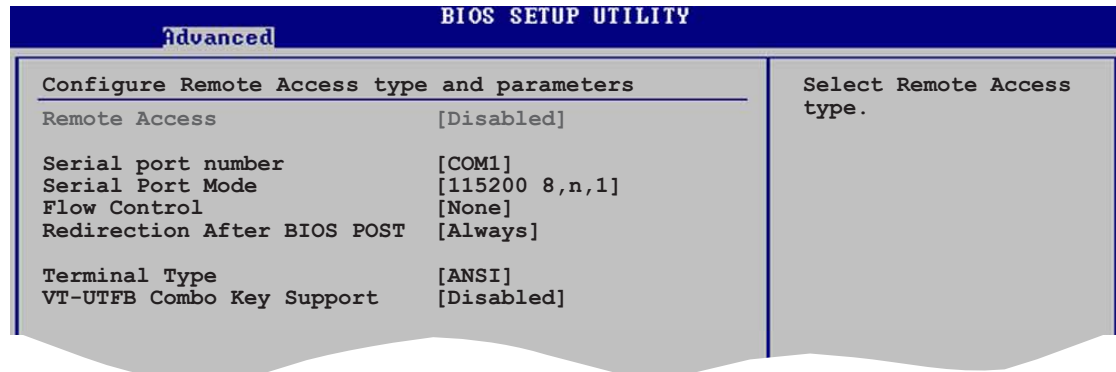 BIOS SETUP UTILITY
Advanced
Configure Remote Access type and parameters
Remote Access [Disabled]
Serial port number [COM1]
Serial Port Mode [115200 8,n,1]
Flow Control [None]
Redirection After BIOS POST [Always]
Terminal Type [ANSI]
VT-UTFB Combo Key Support [Disabled]
Select Remote Access
type.